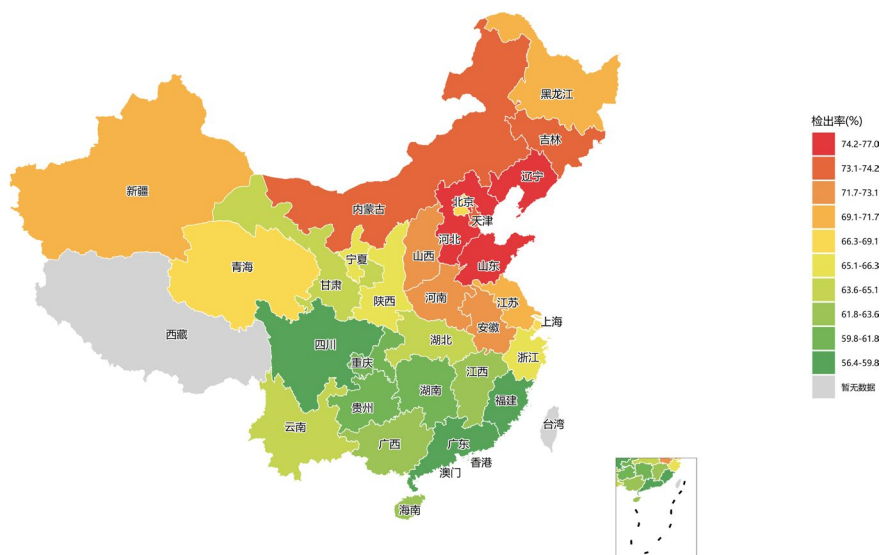 黑龙江
吉林
辽宁
新疆
内蒙古
北京
天津
河北
山西
山东
宁夏
青海
甘肃
陕西
河南
江苏
安徽
上海
西藏
四川
重庆
湖北
浙江
江西
湖南
贵州
福建
云南
广西
广东
台湾
香港
澳门
海南
检出率(%)
74.2-77.0
73.1-74.2
71.7-73.1
69.1-71.7
66.3-69.1
65.1-66.3
63.6-65.1
61.8-63.6
59.8-61.8
56.4-59.8
暂无数据